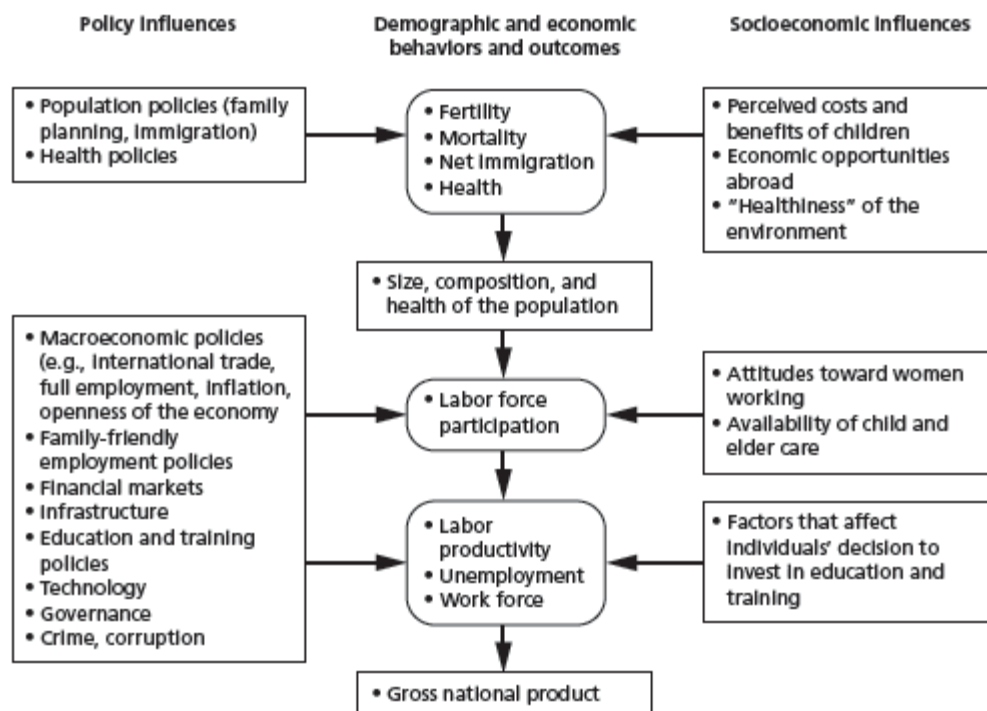 Policy influences
Demographic and economic
behaviors and outcomes
Socioeconomic influences
• Population policies (family
planning, immigration)
• Health policies
• Fertility
• Mortality
• Net immigration
• Health
• Perceived costs and
benefits of children
• Economic opportunities
abroad
• "Healthiness" of the
environment
• Size, composition, and
health of the population
• Macroeconomic policies
(e.g., international trade,
full employment, inflation,
openness of the economy
• Family-friendly
employment policies
• Financial markets
• Infrastructure
• Education and training
policies
• Technology
• Governance
• Crime, corruption
• Labor force
participation
• Attitudes toward women
working
• Availability of child and
elder care
• Labor
productivity
• Unemployment
• Work force
• Factors that affect
individuals' decision to
invest in education and
training
• Gross national product